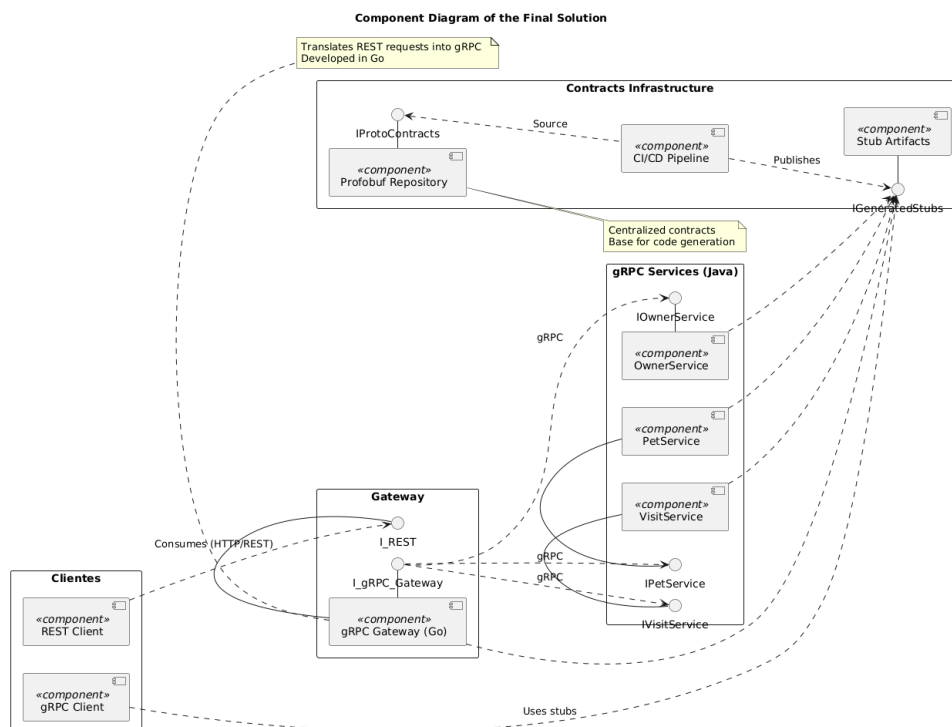 Component Diagram of the Final Solution
Translates REST requests into gRPC
Developed in Go
Contracts Infrastructure
IProtoContracts
Source
«component»
CI/CD Pipeline
«component»
Stub Artifacts
Publishes
«component»
Profobuf Repository
IGeneratedStubs
Centralized contracts
Base for code generation
gRPC Services (Java)
IOwnerService
gRPC
«component»
OwnerService
«component»
PetService
«component»
VisitService
Gateway
I_REST
Consumes (HTTP/REST)
gRPC
I_gRPC_Gateway
gRPC
IPetService
IVisitService
Clientes
«component»
REST Client
«component»
gRPC Gateway (Go)
«component»
gRPC Client
Uses stubs